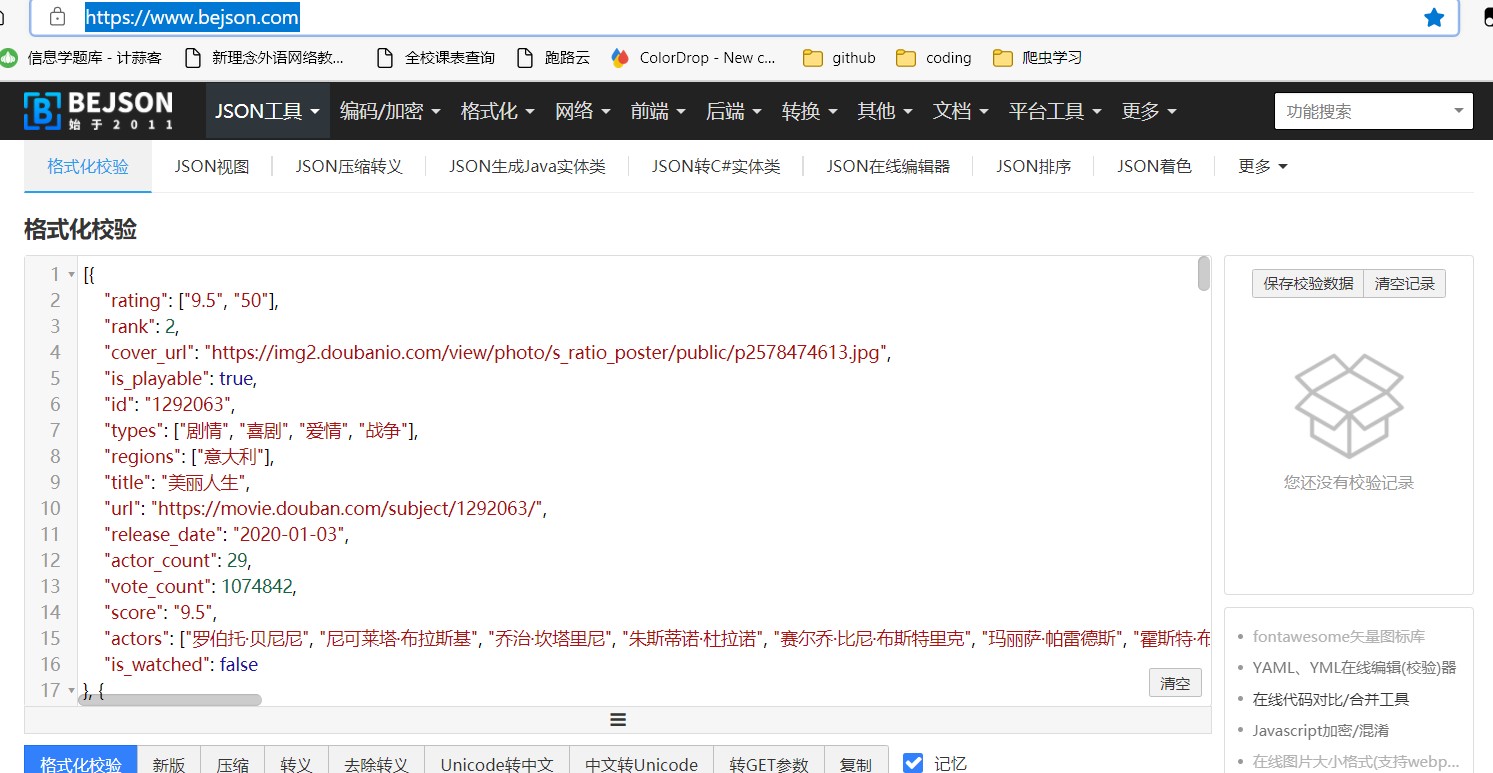 https://www.bejson.com
信息学题库 - 计蒜客 新理念外语网络教... 全校课表查询 跑路云 ColorDrop - New c... github coding 爬虫学习
BEJSON
始于2011
JSON工具 编码/加密 格式化 网络 前端 后端 转换 其他 文档 平台工具 更多 功能搜索
格式化校验 JSON视图 JSON压缩转义 JSON生成Java实体类 JSON转C#实体类 JSON在线编辑器 JSON排序 JSON着色 更多
格式化校验
1 [{
2 "rating": ["9.5", "50"],
3 "rank": 2,
4 "cover_url": "https://img2.doubanio.com/view/photo/s_ratio_poster/public/p2578474613.jpg",
5 "is_playable": true,
6 "id": "1292063",
7 "types": ["剧情", "喜剧", "爱情", "战争"],
8 "regions": ["意大利"],
9 "title": "美丽人生",
10 "url": "https://movie.douban.com/subject/1292063/",
11 "release_date": "2020-01-03",
12 "actor_count": 29,
13 "vote_count": 1074842,
14 "score": "9.5",
15 "actors": ["罗伯托·贝尼尼", "尼可莱塔·布拉斯基", "乔治·坎塔里尼", "朱斯蒂诺·杜拉诺", "赛尔乔·比尼·布斯特里克", "玛丽萨·帕雷德斯", "霍斯特·布
16 "is_watched": false
17 }, {
清空
保存校验数据 清空记录
您还没有校验记录
fontawesome矢量图标库
YAML、YML在线编辑(校验)器
在线代码对比/合并工具
Javascript加密/混淆
在线图片大小格式(支持webp...
格式化校验 新版 压缩 转义 去除转义 Unicode转中文 中文转Unicode 转GET参数 复制 记忆